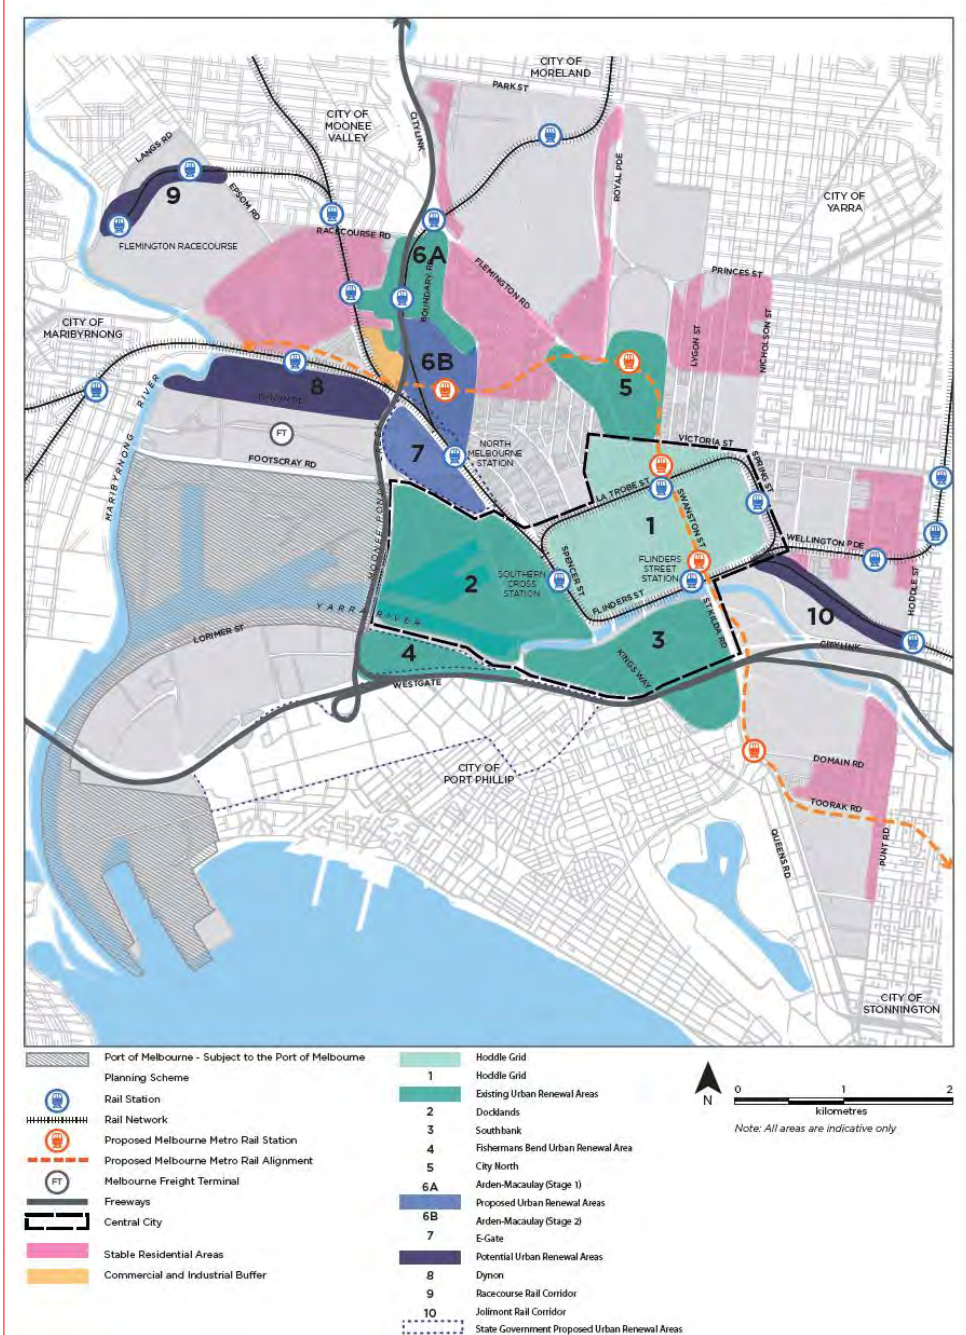 CITY OF
MORELAND
PARK ST
CITY OF
MOONEE
VALLEY
CITYLINK
LANGS RD
ROYAL PDE
EPSOM RD
9
CITY OF
YARRA
FLEMINGTON RACECOURSE
RACECOURSE RD
6A
FLEMINGTON RD
PRINCES ST
BOUNDARY RD
CITY OF
MARIBYRNONG
LYGON ST
NICHOLSON ST
6B
5
8
MARIBYRNONG RIVER
FT
FOOTSCRAY RD
7
NORTH
MELBOURNE
STATION
VICTORIA ST
SPRING ST
LA TROBE ST
SWANSTON ST
1
WELLINGTON PDE
HODDLE ST
SPENCER ST
SOUTHERN
CROSS
STATION
FLINDERS
STREET
STATION
2
FLINDERS ST
ST KILDA RD
10
CITYLINK
YARRA RIVER
LORIMER ST
3
4
KINGS WAY
WESTGATE
CITY OF
PORT PHILLIP
DOMAIN RD
TOORAK RD
QUEENS RD
PUNT RD
CITY OF
STONNINGTON
Port of Melbourne - Subject to the Port of Melbourne
Planning Scheme
Rail Station
Rail Network
Proposed Melbourne Metro Rail Station
Proposed Melbourne Metro Rail Alignment
FT Melbourne Freight Terminal
Freeways
Central City
Stable Residential Areas
Commercial and Industrial Buffer
Hoddle Grid
1 Hoddle Grid
Existing Urban Renewal Areas
2 Docklands
3 Southbank
4 Fishermans Bend Urban Renewal Area
5 City North
6A Arden-Macaulay (Stage 1)
Proposed Urban Renewal Areas
6B Arden-Macaulay (Stage 2)
7 E-Gate
Potential Urban Renewal Areas
8 Dynon
9 Racecourse Rail Corridor
10 Jolimont Rail Corridor
State Government Proposed Urban Renewal Areas
N
0 1 2
kilometres
Note: All areas are indicative only